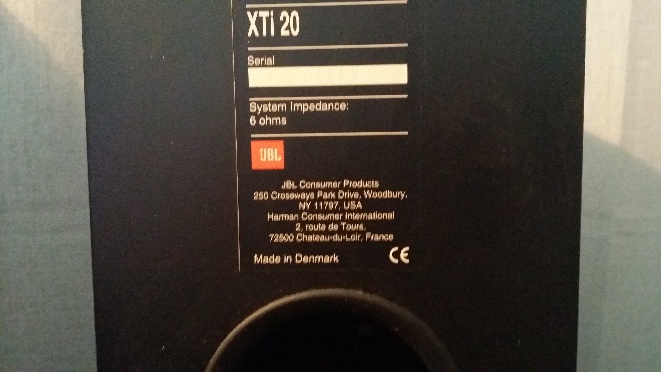 XTi 20
Serial
System Impedance:
6 ohms
JBL
JBL Consumer Products
250 Crossways Park Drive, Woodbury,
NY 11797, USA
Harman Consumer International
2, route de Tours,
72500 Chateau-du-Loir, France
Made in Denmark CE